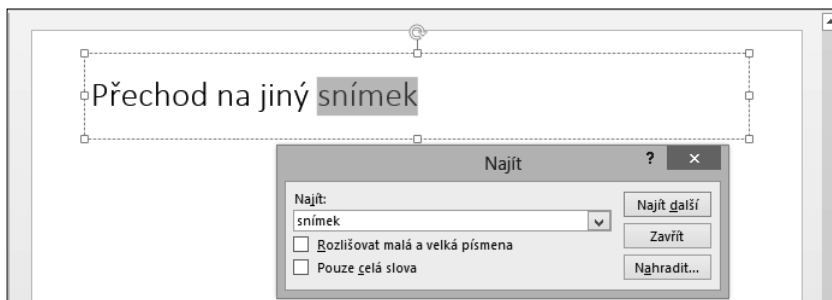 Přechod na jiný snímek
Najít
Najít:
snímek
Rozlišovat malá a velká písmena
Pouze celá slova
Najít další
Zavřít
Nahradit...